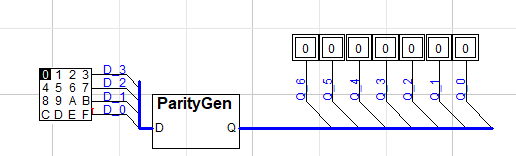 0 1 2 3
4 5 6 7
8 9 A B
C D E F
D_3
D_2
D_1
D_0
ParityGen
D Q
0 0 0 0 0 0 0
Q_6 Q_5 Q_4 Q_3 Q_2 Q_1 Q_0